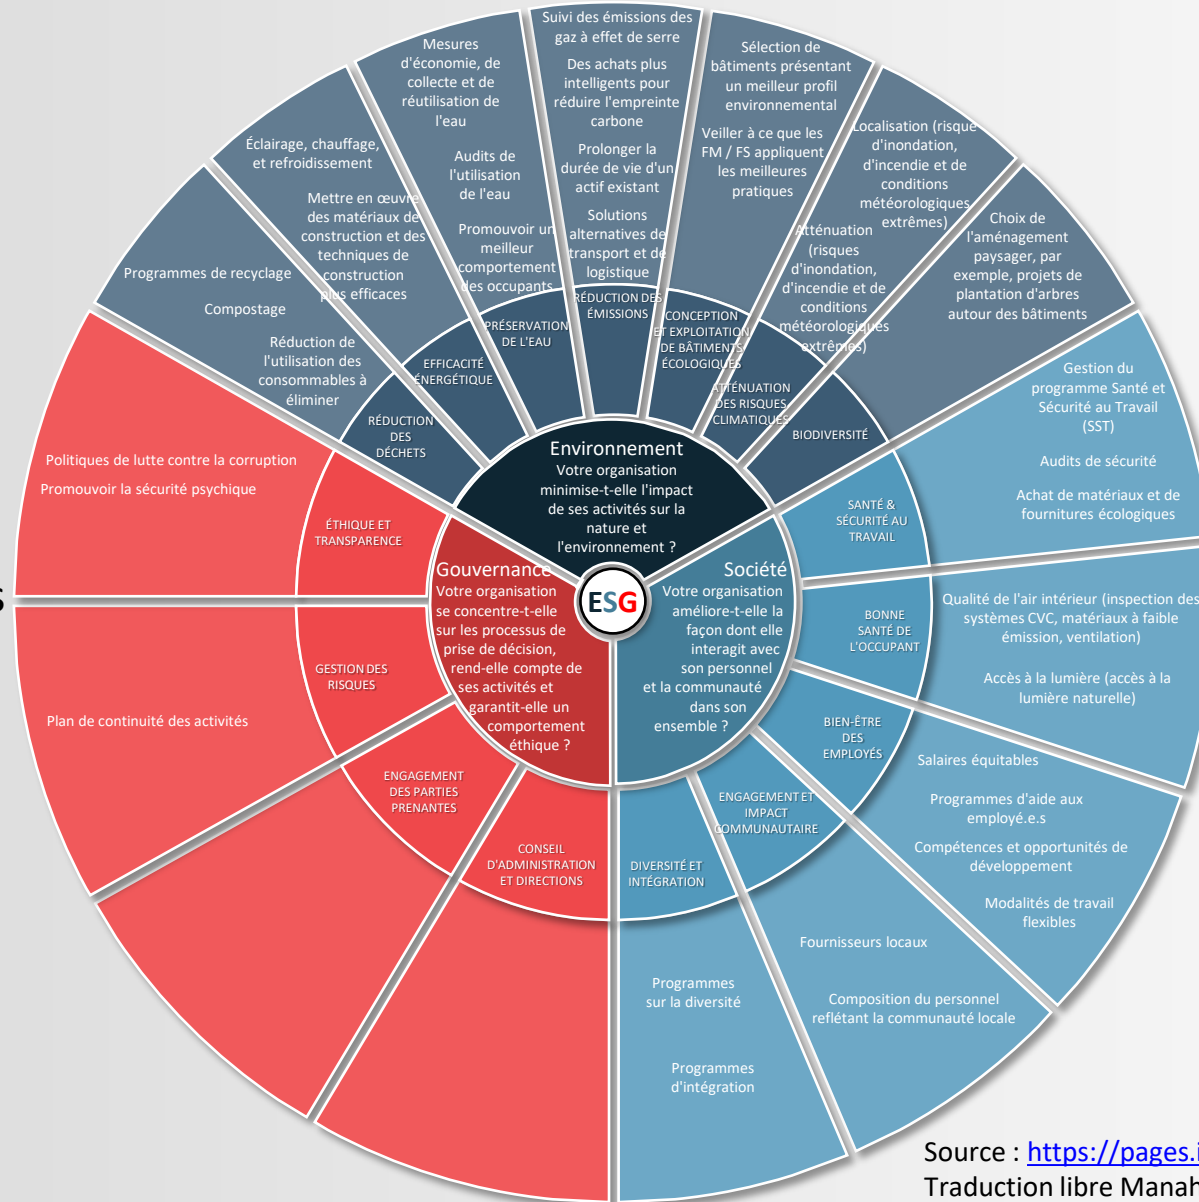 Suivi des émissions des
gaz à effet de serre
Des achats plus
intelligents pour
réduire l'empreinte
carbone
Prolonger la
durée de vie d'un
actif existant
Solutions
alternatives de
transport et de
logistique
RÉDUCTION DES
ÉMISSIONS
Sélection de
bâtiments présentant
un meilleur profil
environnemental
Veiller à ce que les
FM / FS appliquent
les meilleures
pratiques
CONCEPTION
ET EXPLOITATION
DE BÂTIMENTS
ÉCOLOGIQUES
Localisation (risque
d'inondation,
d'incendie et de
conditions
météorologiques
extrêmes)
Atténuation
(risques
d'inondation,
d'incendie et de
conditions
météorologiques
extrêmes)
ATTÉNUATION
DES RISQUES
CLIMATIQUES
Choix de
l'aménagement
paysager, par
exemple, projets de
plantation d'arbres
autour des bâtiments
BIODIVERSITÉ
Mesures
d'économie, de
collecte et de
réutilisation de
l'eau
Audits de
l'utilisation
de l'eau
Promouvoir un
meilleur
comportement
des occupants
PRÉSERVATION
DE L'EAU
Éclairage, chauffage,
et refroidissement
Mettre en œuvre
des matériaux de
construction et des
techniques de
construction
plus efficaces
EFFICACITÉ
ÉNERGÉTIQUE
Programmes de recyclage
Compostage
Réduction de
l'utilisation des
consommables à
éliminer
RÉDUCTION
DES
DÉCHETS
Environnement
Votre organisation
minimise-t-elle l'impact
de ses activités sur la
nature et
l'environnement ?
Gestion du
programme Santé et
Sécurité au Travail
(SST)
Audits de sécurité
Achat de matériaux et de
fournitures écologiques
SANTÉ &
SÉCURITÉ AU
TRAVAIL
Qualité de l'air intérieur (inspection des
systèmes CVC, matériaux à faible
émission, ventilation)
Accès à la lumière (accès à la
lumière naturelle)
BONNE
SANTÉ DE
L'OCCUPANT
Salaires équitables
Programmes d'aide aux
employé.e.s
Compétences et opportunités de
développement
Modalités de travail
flexibles
BIEN-ÊTRE
DES
EMPLOYÉS
Fournisseurs locaux
Composition du personnel
reflétant la communauté locale
ENGAGEMENT ET
IMPACT
COMMUNAUTAIRE
Programmes
sur la diversité
Programmes
d'intégration
DIVERSITÉ ET
INTÉGRATION
Société
Votre organisation
améliore-t-elle la
façon dont elle
interagit avec
son personnel
et la communauté
dans son
ensemble ?
ESG
Gouvernance
Votre organisation
se concentre-t-elle
sur les processus de
prise de décision,
rend-elle compte de
ses activités et
garantit-elle un
comportement
éthique ?
Politiques de lutte contre la corruption
Promouvoir la sécurité psychique
ÉTHIQUE ET
TRANSPARENCE
Plan de continuité des activités
GESTION DES
RISQUES
ENGAGEMENT
DES PARTIES
PRENANTES
CONSEIL
D'ADMINISTRATION
ET DIRECTIONS
s
Source : https://pages.i
Traduction libre Manah